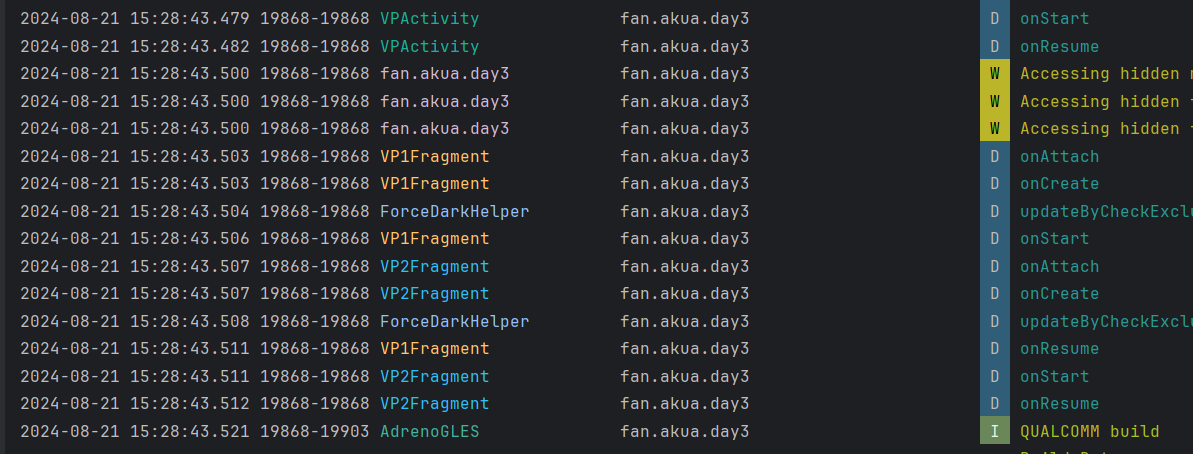 2024-08-21 15:28:43.479 19868-19868 VPActivity fan.akua.day3 D onStart
2024-08-21 15:28:43.482 19868-19868 VPActivity fan.akua.day3 D onResume
2024-08-21 15:28:43.500 19868-19868 fan.akua.day3 fan.akua.day3 W Accessing hidden
2024-08-21 15:28:43.500 19868-19868 fan.akua.day3 fan.akua.day3 W Accessing hidden
2024-08-21 15:28:43.500 19868-19868 fan.akua.day3 fan.akua.day3 W Accessing hidden
2024-08-21 15:28:43.503 19868-19868 VP1Fragment fan.akua.day3 D onAttach
2024-08-21 15:28:43.503 19868-19868 VP1Fragment fan.akua.day3 D onCreate
2024-08-21 15:28:43.504 19868-19868 ForceDarkHelper fan.akua.day3 D updateByCheckExclu
2024-08-21 15:28:43.506 19868-19868 VP1Fragment fan.akua.day3 D onStart
2024-08-21 15:28:43.507 19868-19868 VP2Fragment fan.akua.day3 D onAttach
2024-08-21 15:28:43.507 19868-19868 VP2Fragment fan.akua.day3 D onCreate
2024-08-21 15:28:43.508 19868-19868 ForceDarkHelper fan.akua.day3 D updateByCheckExclu
2024-08-21 15:28:43.511 19868-19868 VP1Fragment fan.akua.day3 D onResume
2024-08-21 15:28:43.511 19868-19868 VP2Fragment fan.akua.day3 D onStart
2024-08-21 15:28:43.512 19868-19868 VP2Fragment fan.akua.day3 D onResume
2024-08-21 15:28:43.521 19868-19903 AdrenoGLES fan.akua.day3 I QUALCOMM build